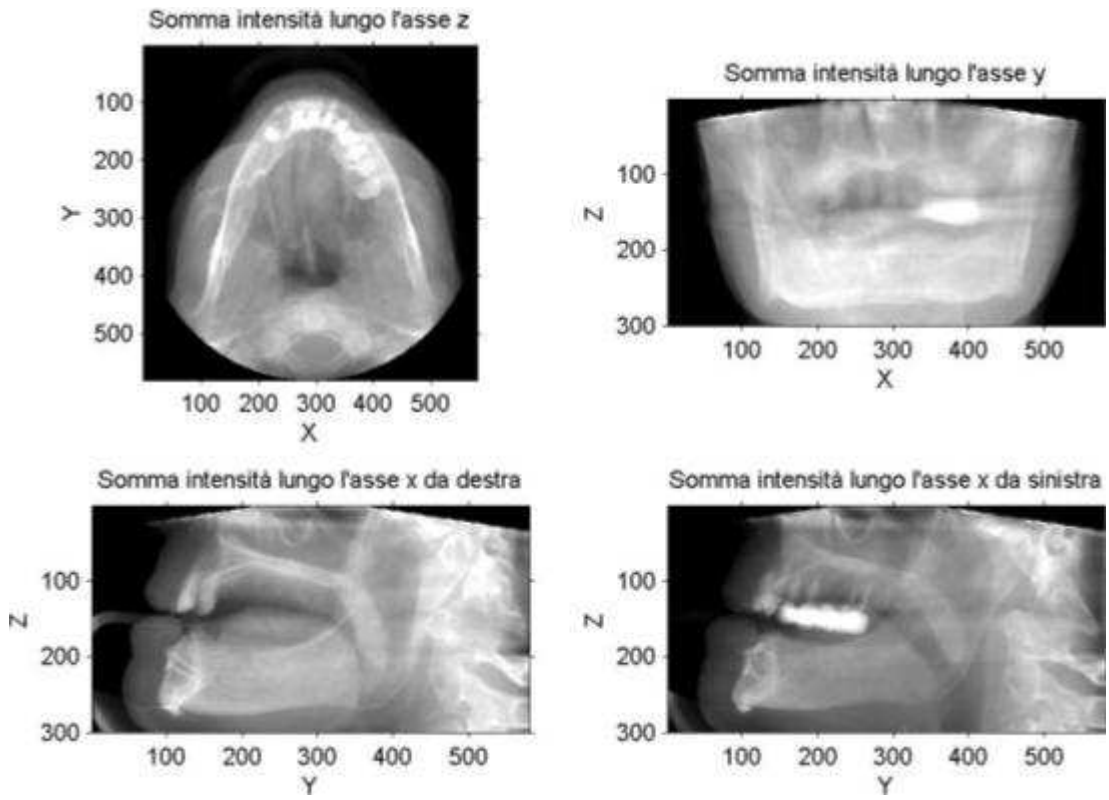 Somma intensità lungo l'asse z
100
200
300
400
500
Y
100 200 300 400 500
X
Somma intensità lungo l'asse y
100
200
300
Z
100 200 300 400 500
X
Somma intensità lungo l'asse x da destra
100
200
300
Z
100 200 300 400 500
Y
Somma intensità lungo l'asse x da sinistra
100
200
300
Z
100 200 300 400 500
Y